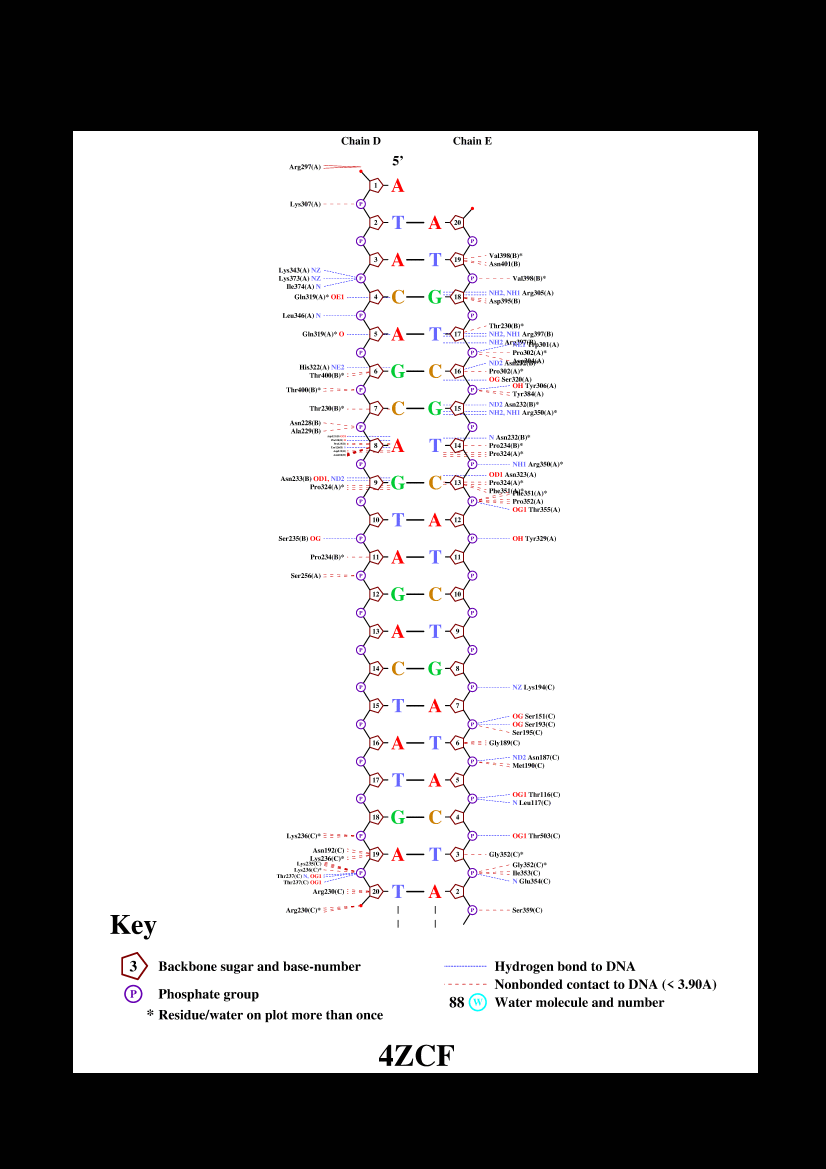 Chain D Chain E
5’
Arg297(A)
1 A
Lys307(A) P
2 T A 20
P P
3 A T 19 Val398(B)*
Asn401(B)
Lys343(A) NZ
Lys373(A) NZ P P Val398(B)*
Ile374(A) N
Gln319(A)* OE1 4 C G 18 NH2, NH1 Arg305(A)
Asp395(B)
Leu346(A) N P P
Thr230(B)*
Gln319(A)* O 5 A T 17 NH2, NH1 Arg397(B)
NH2 Arg397(B)*
P P Pro302(A)*
His322(A) NE2 6 G C 16 ND2 Asn232(B)*
Thr400(B)* Pro302(A)*
OG Ser320(A)
Thr400(B)* P P OH Tyr306(A)
Tyr384(A)
Thr230(B)* 7 C G 15 ND2 Asn232(B)*
NH2, NH1 Arg350(A)*
Asn228(B) P P
Ala229(B)
8 A T 14 N Asn232(B)*
Pro234(B)*
Pro324(A)*
P P NH1 Arg350(A)*
Asn233(B) OD1, ND2 9 G C 13 OD1 Asn323(A)
Pro324(A)* Pro324(A)*
Phe351(A)*
P P Phe351(A)*
Pro352(A)
OG1 Thr355(A)
10 T A 12
Ser235(B) OG P P OH Tyr329(A)
Pro234(B)* 11 A T 11
Ser256(A) P P
12 G C 10
P P
13 A T 9
P P
14 C G 8
P P NZ Lys194(C)
15 T A 7
OG Ser151(C)
P P OG Ser193(C)
Ser195(C)
16 A T 6 Gly189(C)
P P ND2 Asn187(C)
Met190(C)
17 T A 5
P P OG1 Thr116(C)
N Leu117(C)
18 G C 4
Lys236(C)* P P OG1 Thr503(C)
Asn192(C) 19 A T 3 Gly352(C)*
Lys236(C)*
Lys235(C) Gly352(C)*
Lys236(C)* P P Ile353(C)
Thr237(C) N, OG1 N Glu354(C)
Thr237(C) OG1
Arg230(C) 20 T A 2
Arg230(C)* P Ser359(C)
Key
3 Backbone sugar and base-number
P Phosphate group
* Residue/water on plot more than once
Hydrogen bond to DNA
Nonbonded contact to DNA (< 3.90A)
88 W Water molecule and number
4ZCF